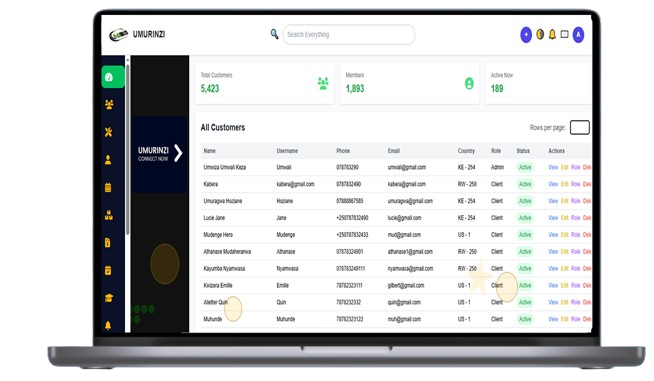 UMURINZI
Search Everything
+
A
Total Customers
5,423
Members
1,893
Active Now
189
UMURINZI
CONNECT NOW
All Customers
Rows per page:
Name Username Phone Email Country Role Status Actions
Umwiza Umwali Keza Umwali 078783290 umwali@gmail.com KE - 254 Admin Active View Edit Role Dele
Kabera kabera@gmail.com 078832490 kabera@gmail.com RW - 250 Client Active View Edit Role Dele
Umuragwa Hoziane Hoziane 07888867565 umuragwa@gmail.com KE - 254 Client Active View Edit Role Dele
Lucie Jane Jane +250787832490 lucie@gmail.com KE - 254 Client Active View Edit Role Dele
Mudenge Hero Mudenge +250787832433 mud@gmail.com US - 1 Client Active View Edit Role Dele
Athanase Mudaheranwa Athanase 0783324901 athanase1@gmail.com RW - 250 Client Active View Edit Role Dele
Kayumba Nyamwasa Nyamwasa 078783249111 nyamwasa@gmail.com RW - 250 Client Active View Edit Role Dele
Kwizera Emille Emille 78782323111 gilbert@gmail.com US - 1 Client Active View Edit Role Dele
Alietler Quin Quin 7878232332 quin@gmail.com US - 1 Client Active View Edit Role Dele
Muhunde Muhunde 78782323122 muh@gmail.com US - 1 Client Active View Edit Role Dele